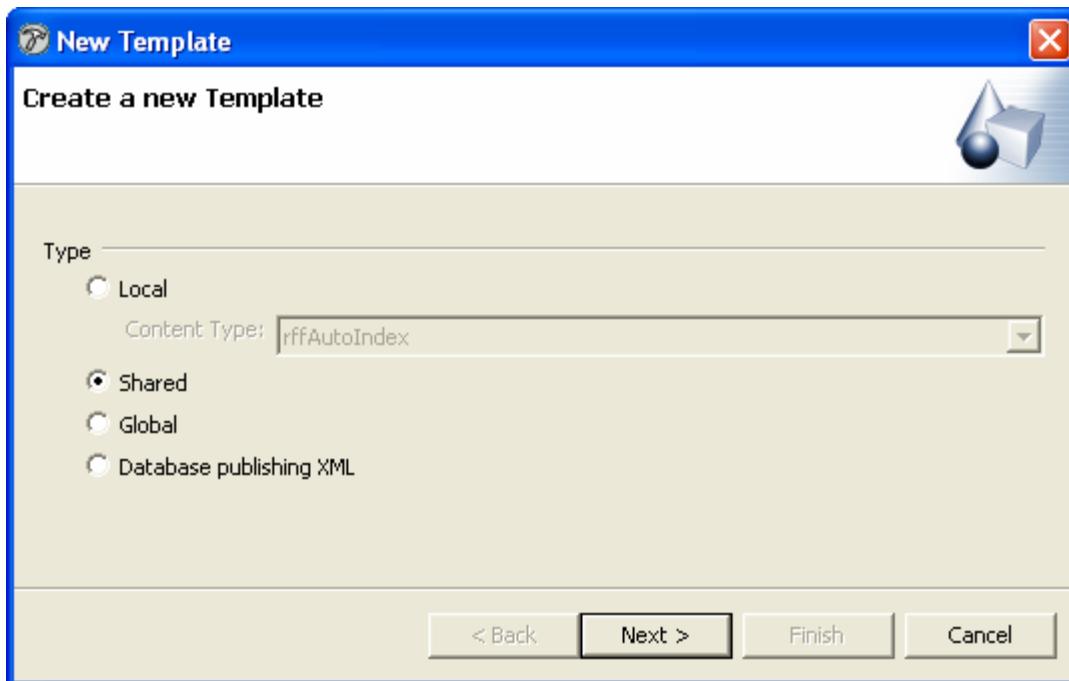 New Template
Create a new Template
Type
Local
Content Type: rffAutoIndex
Shared
Global
Database publishing XML
< Back Next > Finish Cancel